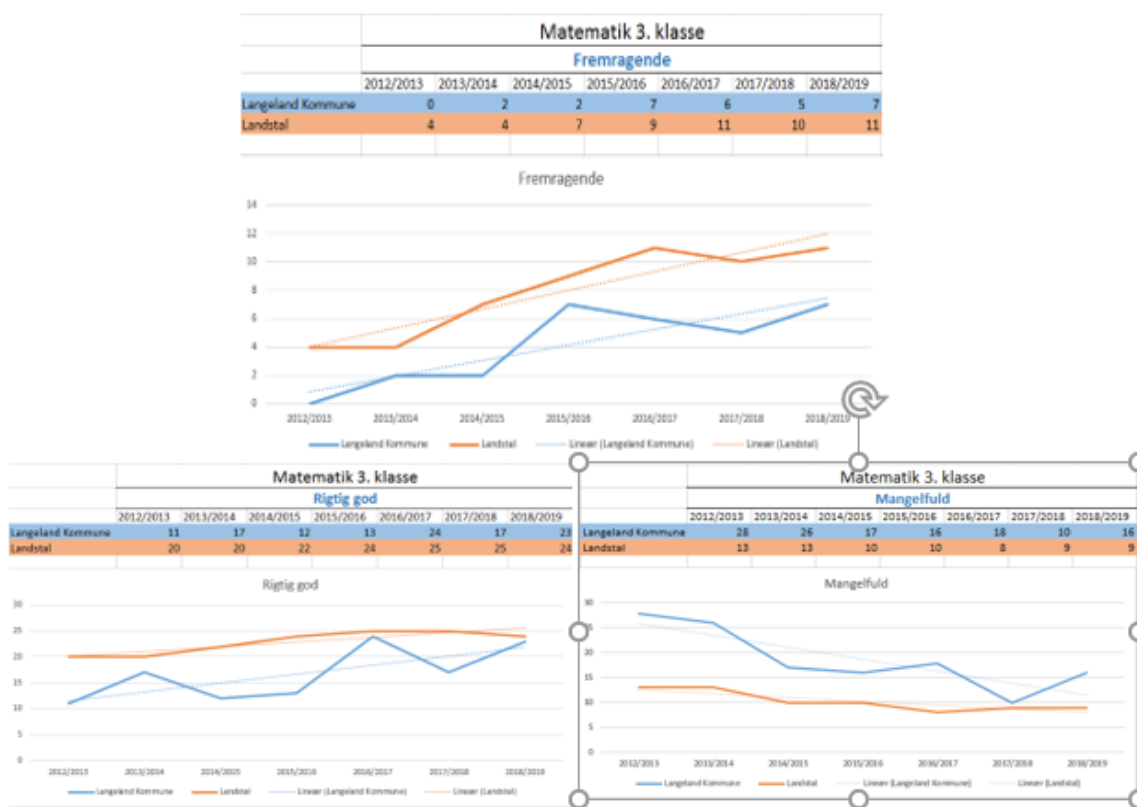 Matematik 3. klasse
Fremragende
2012/2013 2013/2014 2014/2015 2015/2016 2016/2017 2017/2018 2018/2019
Langeland Kommune 0 2 2 7 6 5 7
Landstal 4 4 7 9 11 10 11
Fremragende
14
12
10
8
6
4
2
0
2012/2013 2013/2014 2014/2015 2015/2016 2016/2017 2017/2018 2018/2019
Langeland Kommune Landstal Lineær (Langeland Kommune) Lineær (Landstal)
Matematik 3. klasse
Rigtig god
2012/2013 2013/2014 2014/2015 2015/2016 2016/2017 2017/2018 2018/2019
Langeland Kommune 11 17 12 13 24 17 23
Landstal 20 20 22 24 25 25 24
Rigtig god
30
25
20
15
10
5
0
2012/2013 2013/2014 2014/2015 2015/2016 2016/2017 2017/2018 2018/2019
Langeland Kommune Landstal Lineær (Langeland Kommune) Lineær (Landstal)
Matematik 3. klasse
Mangelfuld
2012/2013 2013/2014 2014/2015 2015/2016 2016/2017 2017/2018 2018/2019
Langeland Kommune 28 26 17 16 18 10 16
Landstal 13 13 10 10 8 9 9
Mangelfuld
30
25
20
15
10
5
0
2012/2013 2013/2014 2014/2015 2015/2016 2016/2017 2017/2018 2018/2019
Langeland Kommune Landstal Lineær (Langeland Kommune) Lineær (Landstal)